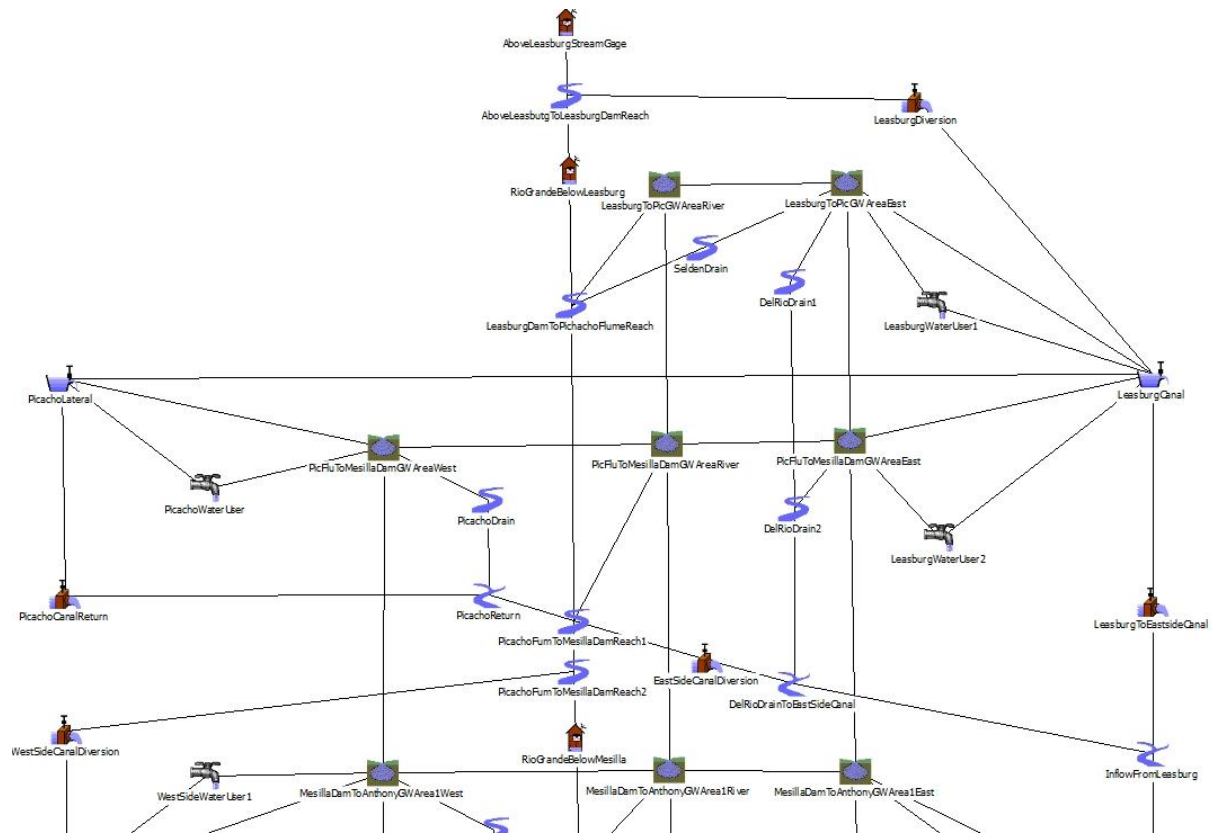 AboveLeasburgStreamGage
AboveLeasbutgToLeasburgDamReach
LeasburgDiversion
RioGrandeBelowLeasburg
LeasburgToPicGWAreaRiver
LeasburgToPicGWAreaEast
SeldenDrain
DelRioDrain1
LeasburgDamToPichachoFlumeReach
LeasburgWaterUser1
PicachoLateral
LeasburgCanal
PicFluToMesillaDamGWAreaWest
PicFluToMesillaDamGWAreaRiver
PicFluToMesillaDamGWAreaEast
PicachoWaterUser
PicachoDrain
DelRioDrain2
LeasburgWaterUser2
PicachoCanalReturn
PicachoReturn
LeasburgToEastsideCanal
PicachoFumToMesillaDamReach1
EastSideCanalDiversion
PicachoFumToMesillaDamReach2
DelRioDrainToEastSideCanal
WestSideCanalDiversion
RioGrandeBelowMesilla
InflowFromLeasburg
WestSideWaterUser1
MesillaDamToAnthonyGWArea1West
MesillaDamToAnthonyGWArea1River
MesillaDamToAnthonyGWArea1East